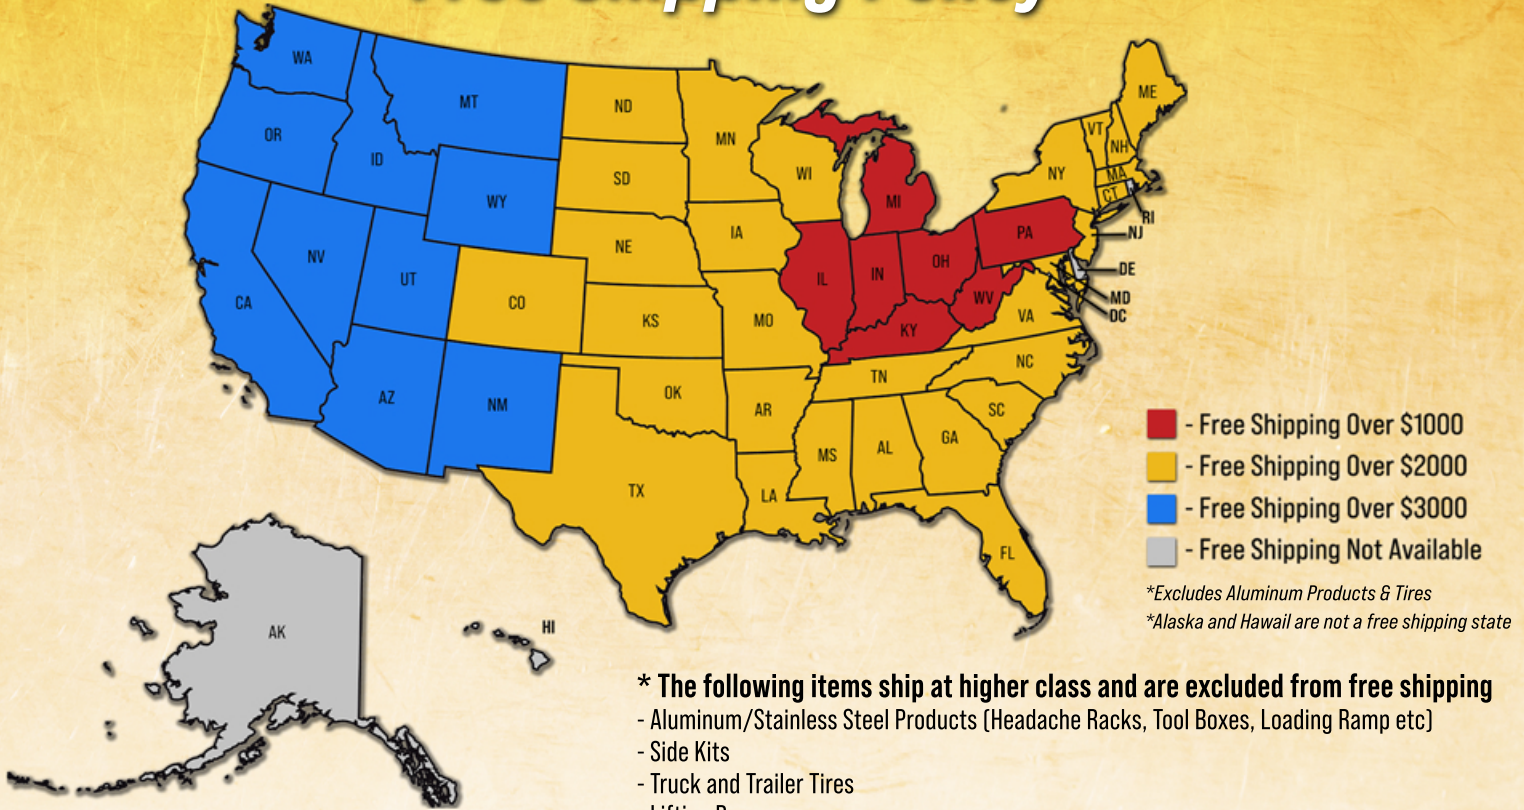 Free Shipping Policy
WA
MT
ND
MN
ME
OR
ID
SD
WI
VT
NH
NY
MA
CT
WY
MI
RI
NJ
NV
UT
NE
IA
PA
CA
CO
IL
IN
OH
DE
WV
MD
DC
KS
MO
KY
VA
AZ
NM
OK
TN
NC
AR
SC
MS
AL
GA
TX
LA
FL
AK
HI
- Free Shipping Over $1000
- Free Shipping Over $2000
- Free Shipping Over $3000
- Free Shipping Not Available
*Excludes Aluminum Products & Tires
*Alaska and Hawail are not a free shipping state
* The following items ship at higher class and are excluded from free shipping
- Aluminum/Stainless Steel Products (Headache Racks, Tool Boxes, Loading Ramp etc)
- Side Kits
- Truck and Trailer Tires